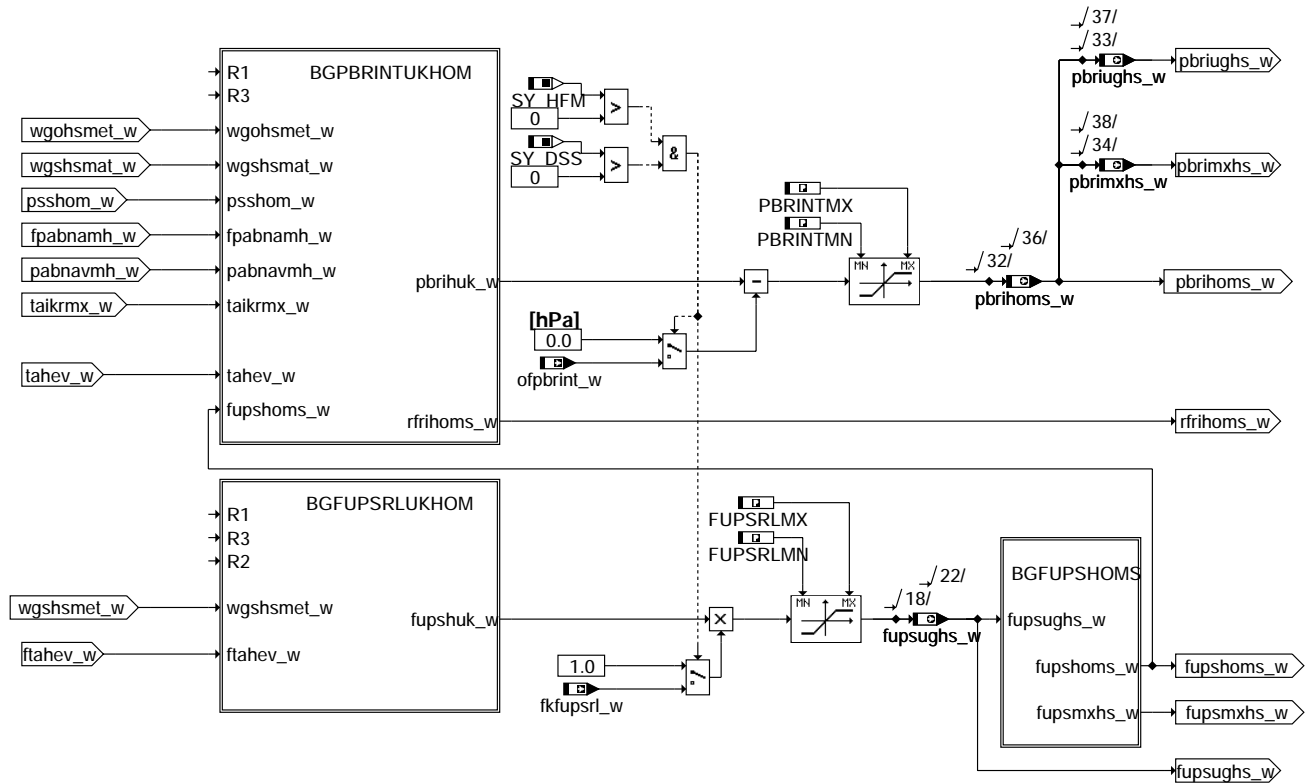 37/
33/
pbriughs_w
pbriughs_w
38/
34/
pbrimxhs_w
pbrimxhs_w
BGPBRINTUKHOM
R1
R3
wgohsmet_w
wgohsmet_w
wgshsmat_w
wgshsmat_w
psshom_w
psshom_w
fpabnamh_w
fpabnamh_w
pabnavmh_w
pabnavmh_w
taikrmx_w
taikrmx_w
tahev_w
tahev_w
fupshoms_w
pbrihuk_w
rfrihoms_w
SY_HFM
0
>
SY_DSS
0
>
&
PBRINTMX
PBRINTMN
MN
MX
[hPa]
0.0
ofpbrint_w
-
36/
32/
pbrihoms_w
pbrihoms_w
rfrihoms_w
BGFUPSRLUKHOM
R1
R3
R2
wgshsmet_w
wgshsmet_w
ftahev_w
ftahev_w
fupshuk_w
FUPSRLMX
FUPSRLMN
MN
MX
×
1.0
fkfupsrl_w
22/
18/
fupsughs_w
BGFUPSHOMS
fupsughs_w
fupshoms_w
fupshoms_w
fupsmxhs_w
fupsmxhs_w
fupsughs_w